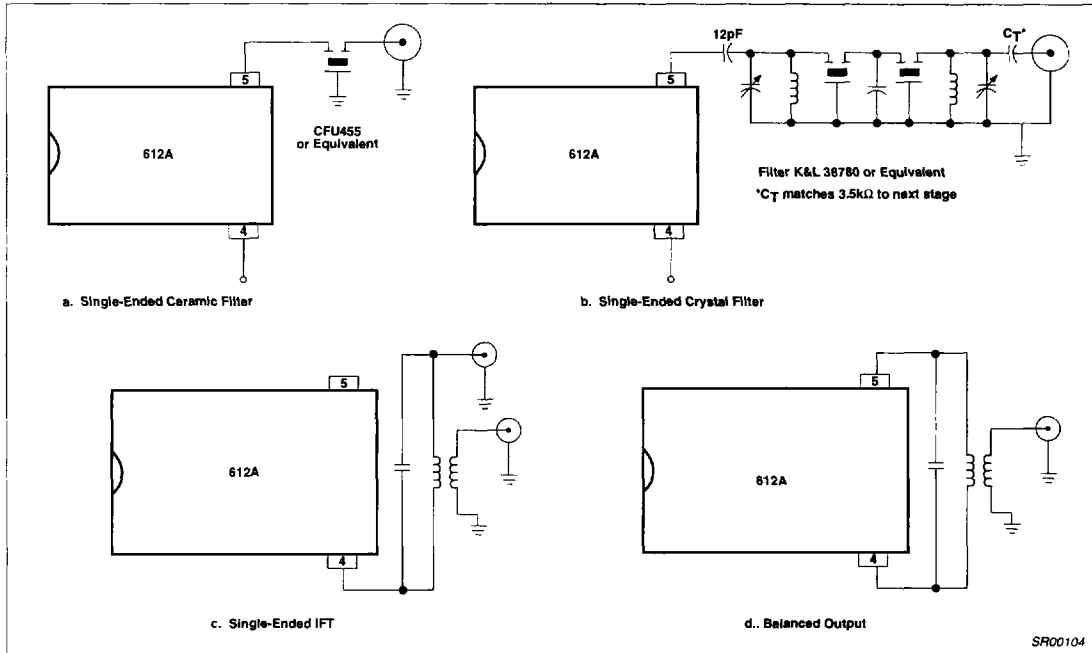 5
612A
4
CFU455
or Equivalent
a. Single-Ended Ceramic Filter
12pF
CT*
5
612A
4
Filter K&L 38780 or Equivalent
*CT matches 3.5kΩ to next stage
b. Single-Ended Crystal Filter
5
612A
4
c. Single-Ended IFT
5
612A
4
d.. Balanced Output
SR00104